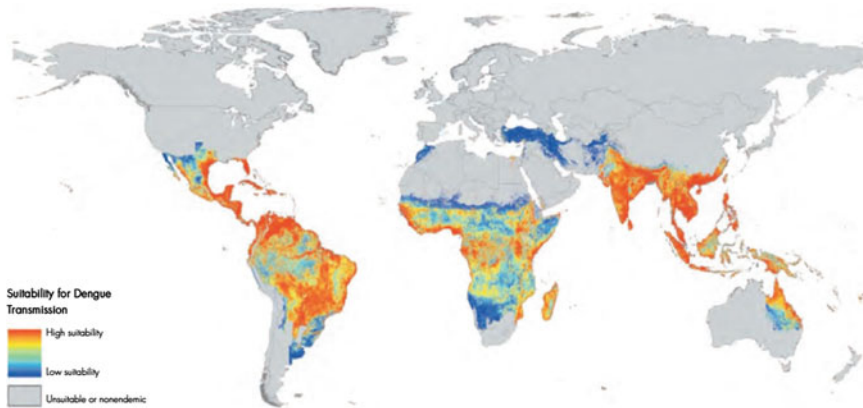 Suitability for Dengue
Transmission
High suitability
Low suitability
Unsuitable or nonendemic